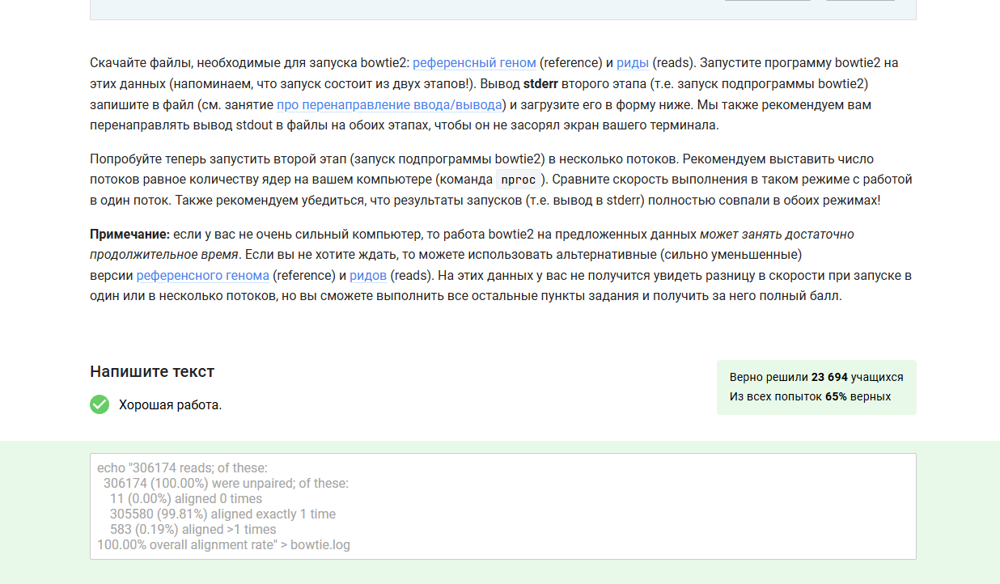 Скачайте файлы, необходимые для запуска bowtie2: референсный геном (reference) и риды (reads). Запустите программу bowtie2 на
этих данных (напоминаем, что запуск состоит из двух этапов!). Вывод stderr второго этапа (т.е. запуск подпрограммы bowtie2)
запишите в файл (см. занятие про перенаправление ввода/вывода) и загрузите его в форму ниже. Мы также рекомендуем вам
перенаправлять вывод stdout в файлы на обоих этапах, чтобы он не засорял экран вашего терминала.
Попробуйте теперь запустить второй этап (запуск подпрограммы bowtie2) в несколько потоков. Рекомендуем выставить число
потоков равное количеству ядер на вашем компьютере (команда nproc ). Сравните скорость выполнения в таком режиме с работой
в один поток. Также рекомендуем убедиться, что результаты запусков (т.е. вывод в stderr) полностью совпали в обоих режимах!
Примечание: если у вас не очень сильный компьютер, то работа bowtie2 на предложенных данных может занять достаточно
продолжительное время. Если вы не хотите ждать, то можете использовать альтернативные (сильно уменьшенные)
версии референсного генома (reference) и ридов (reads). На этих данных у вас не получится увидеть разницу в скорости при запуске в
один или в несколько потоков, но вы сможете выполнить все остальные пункты задания и получить за него полный балл.
Напишите текст
Хорошая работа.
Верно решили 23 694 учащихся
Из всех попыток 65% верных
echo "306174 reads; of these:
306174 (100.00%) were unpaired; of these:
11 (0.00%) aligned 0 times
305580 (99.81%) aligned exactly 1 time
583 (0.19%) aligned >1 times
100.00% overall alignment rate" > bowtie.log